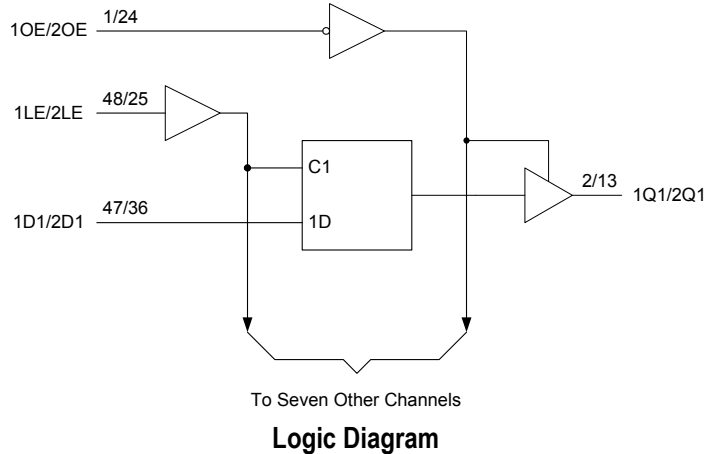 1OE/2OE 1/24
1LE/2LE 48/25
C1
2/13
1Q1/2Q1
1D1/2D1 47/36
1D
To Seven Other Channels
Logic Diagram